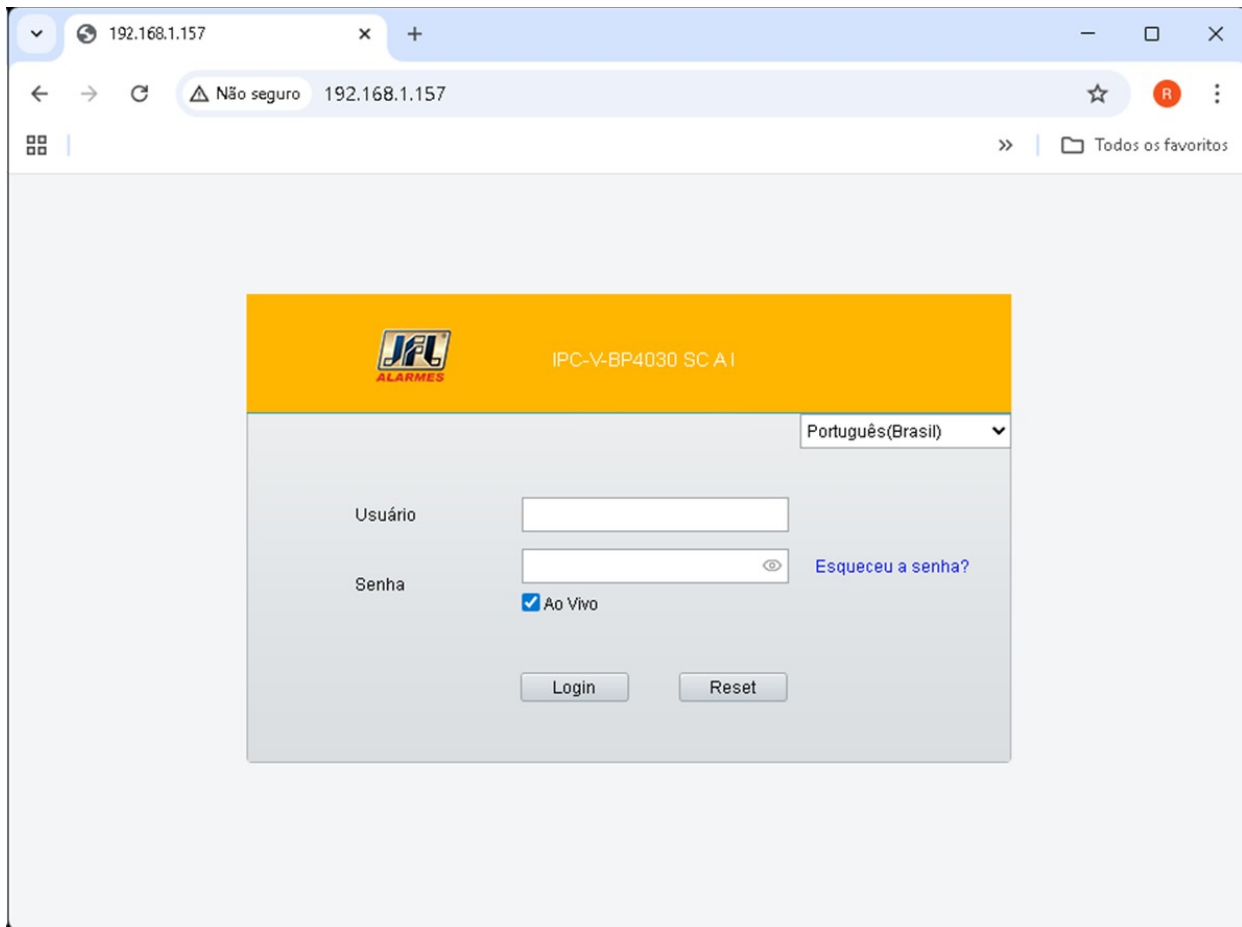 192.168.1.157
Não seguro 192.168.1.157
Todos os favoritos
JFL
ALARMES
IPC-V-BP4030 SC A I
Português(Brasil)
Usuário
Esqueceu a senha?
Senha
Ao Vivo
Login Reset
R